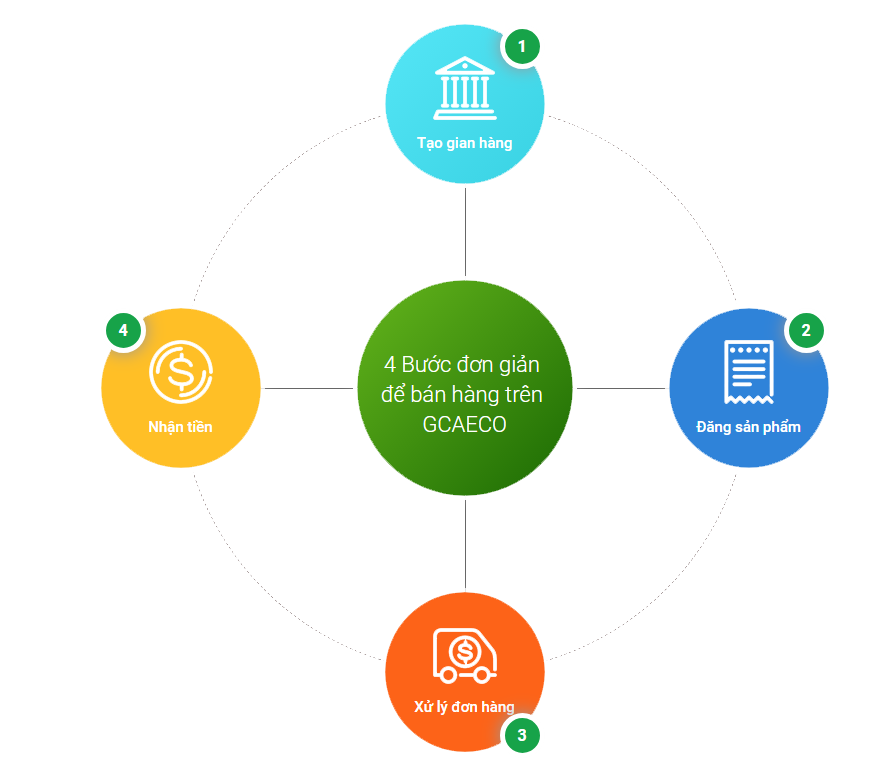 1
Tạo gian hàng
4
2
4 Bước đơn giản
để bán hàng trên
GCAECO
Nhận tiền
Đăng sản phẩm
Xử lý đơn hàng
3